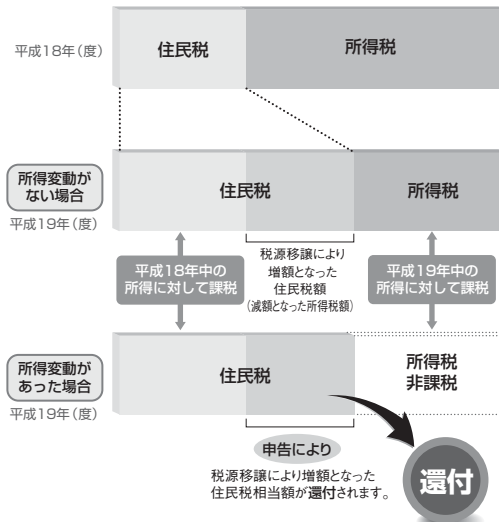 平成18年(度)
住民税
所得税
所得変動が
ない場合
平成19年(度)
住民税
所得税
平成18年中の
所得に対して課税
税源移譲により
増額となった
住民税額
(減額となった所得税額)
平成19年中の
所得に対して課税
所得変動が
あった場合
平成19年(度)
住民税
所得税
非課税
申告により
税源移譲により増額となった
住民税相当額が還付されます。
還付